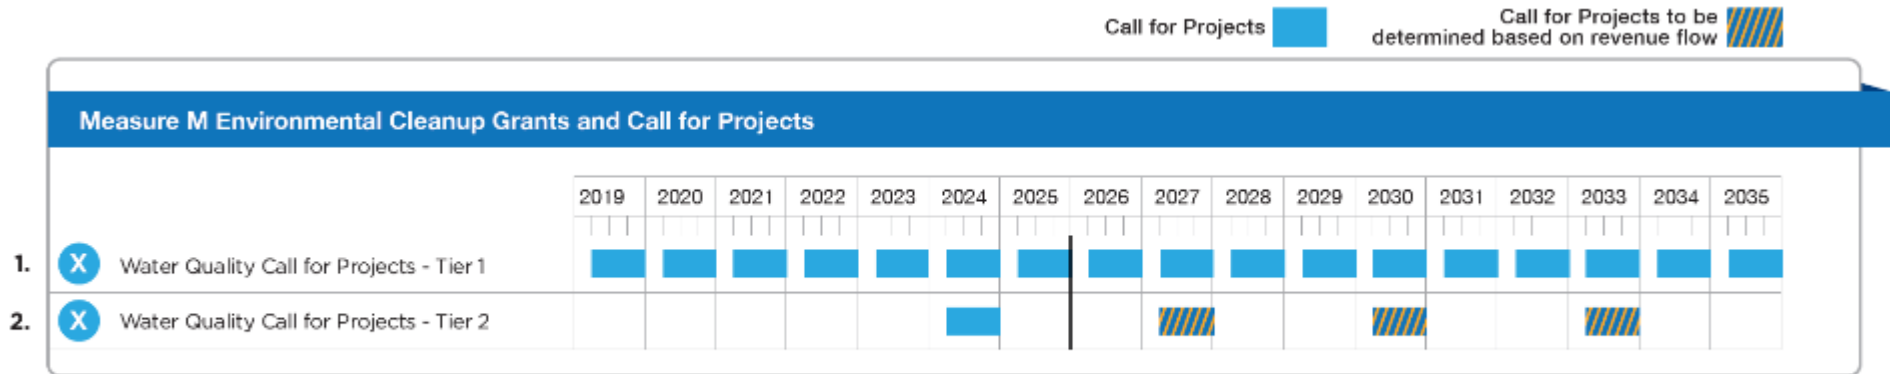 Call for Projects
Call for Projects to be
determined based on revenue flow
Measure M Environmental Cleanup Grants and Call for Projects
2019 2020 2021 2022 2023 2024 2025 2026 2027 2028 2029 2030 2031 2032 2033 2034 2035
1. X Water Quality Call for Projects - Tier 1
2. X Water Quality Call for Projects - Tier 2